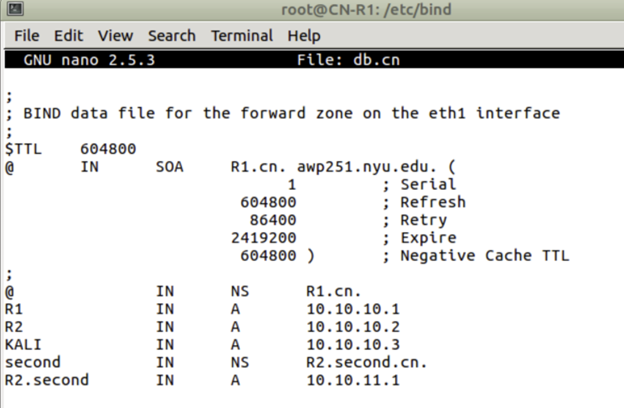 root@CN-R1: /etc/bind
File Edit View Search Terminal Help
GNU nano 2.5.3 File: db.cn
;
; BIND data file for the forward zone on the eth1 interface
;
$TTL 604800
@ IN SOA R1.cn. awp251.nyu.edu. (
1 ; Serial
604800 ; Refresh
86400 ; Retry
2419200 ; Expire
604800 ) ; Negative Cache TTL
;
@ IN NS R1.cn.
R1 IN A 10.10.10.1
R2 IN A 10.10.10.2
KALI IN A 10.10.10.3
second IN NS R2.second.cn.
R2.second IN A 10.10.11.1